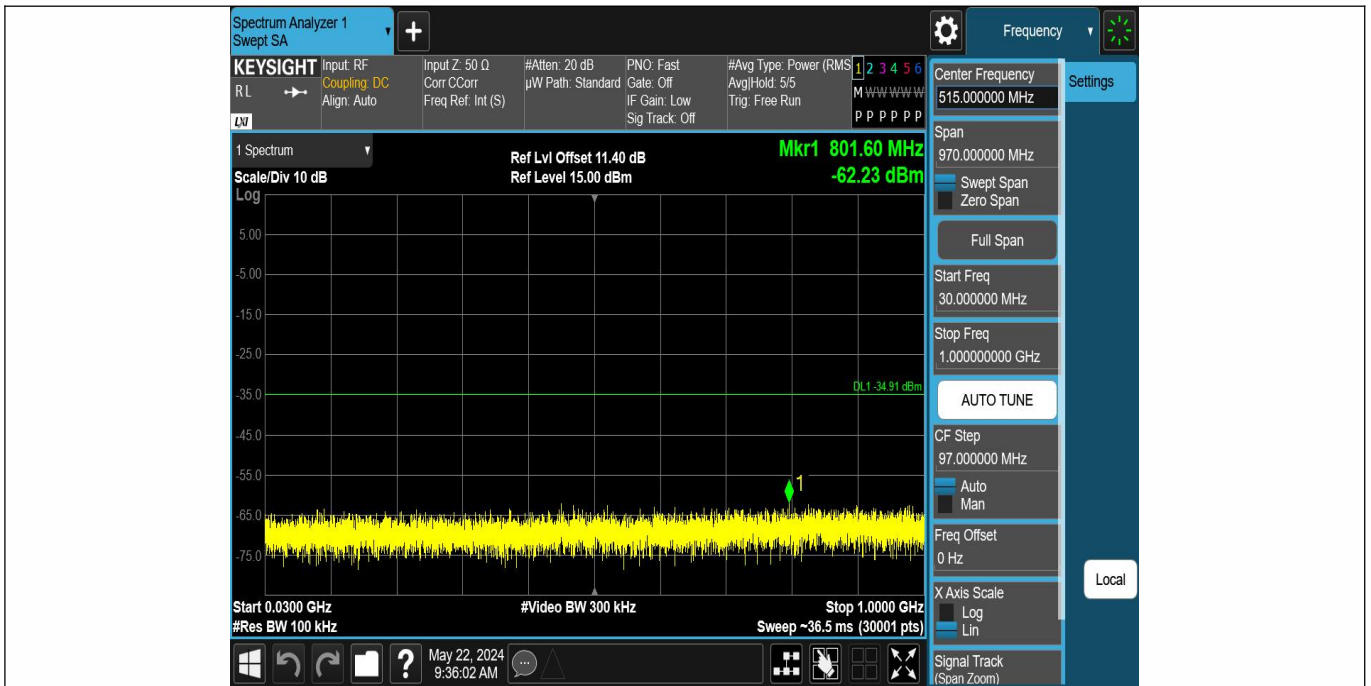 Spectrum Analyzer 1
Swept SA
+
Frequency
KEYSIGHT
RL
LXI
Input: RF
Coupling: DC
Align: Auto
Input Z: 50 Ω
Corr CCorr
Freq Ref: Int (S)
#Atten: 20 dB
µW Path: Standard
PNO: Fast
Gate: Off
IF Gain: Low
Sig Track: Off
#Avg Type: Power (RMS
Avg|Hold: 5/5
Trig: Free Run
1 2 3 4 5 6
M W W W W W
P P P P P P
1 Spectrum
Scale/Div 10 dB
Log
Ref Lvl Offset 11.40 dB
Ref Level 15.00 dBm
Mkr1 801.60 MHz
-62.23 dBm
5.00
-5.00
-15.0
-25.0
-35.0
-45.0
-55.0
-65.0
-75.0
DL1 -34.91 dBm
1
Start 0.0300 GHz
#Res BW 100 kHz
#Video BW 300 kHz
Stop 1.0000 GHz
Sweep ~36.5 ms (30001 pts)
Center Frequency
515.000000 MHz
Settings
Span
970.000000 MHz
Swept Span
Zero Span
Full Span
Start Freq
30.000000 MHz
Stop Freq
1.000000000 GHz
AUTO TUNE
CF Step
97.000000 MHz
Auto
Man
Freq Offset
0 Hz
Local
X Axis Scale
Log
Lin
Signal Track
(Span Zoom)
?
May 22, 2024
9:36:02 AM